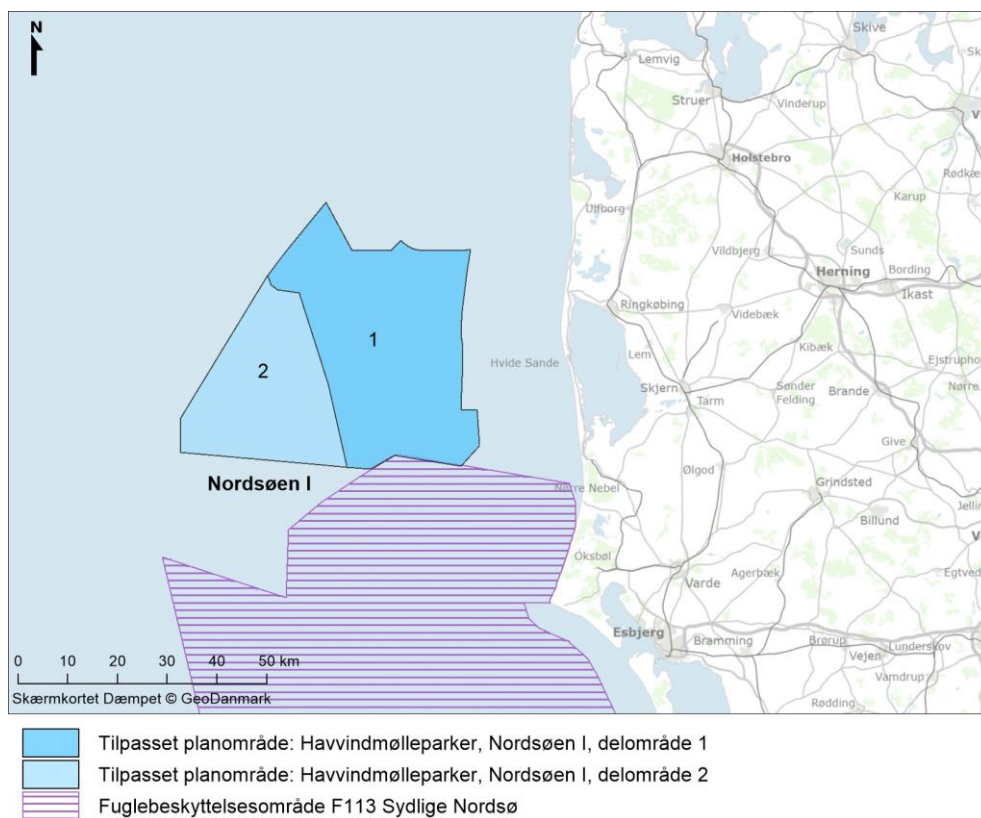 N
Skive
Lemvig
Struer
Vinderup
Vi
Holstebro
Rødkæ
Karup
Ulfborg
Vildbjerg
Sunds
Herning
Bording
Ikast
Ringkøbing
Videbæk
1
Hvide Sande
Lem
Kibæk
Ejstrupho
2
Skjern
Sønder
Felding
Brande
Nørre
Tarm
Give
Ølgod
Nordsøen I
Nørre Nebel
Grindsted
Jellin
Billund
V
Oksbøl
Varde
Agerbæk
Egtved
Esbjerg
Bramming
Brørup
Lunderskov
Vejen
Vamdrup
Rødding
0 10 20 30 40 50 km
Skærmkortet Dæmpet © GeoDanmark
Tilpasset planområde: Havvindmølleparker, Nordsøen I, delområde 1
Tilpasset planområde: Havvindmølleparker, Nordsøen I, delområde 2
Fuglebeskyttelsesområde F113 Sydlige Nordsø